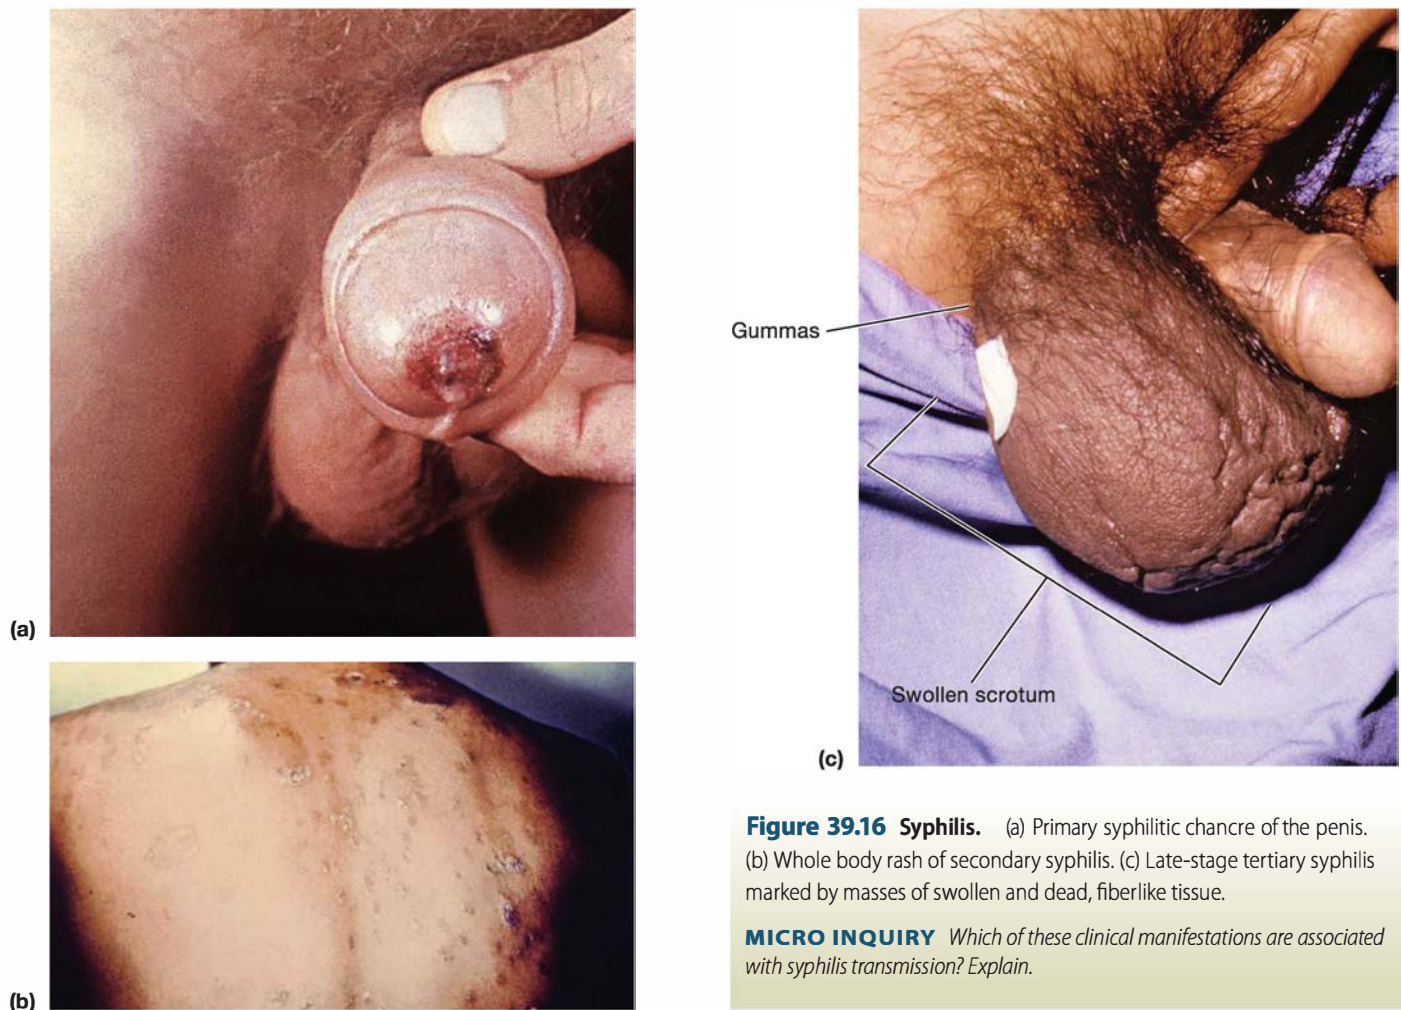 (a)
(b)
Gummas
Swollen scrotum
(c)
Figure 39.16 Syphilis. (a) Primary syphilitic chancre of the penis.
(b) Whole body rash of secondary syphilis. (c) Late-stage tertiary syphilis
marked by masses of swollen and dead, fiberlike tissue.
MICRO INQUIRY Which of these clinical manifestations are associated
with syphilis transmission? Explain.